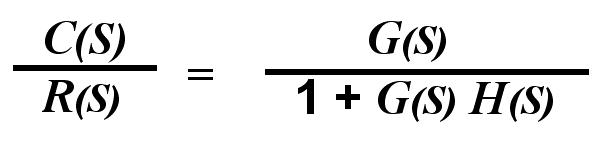 C(S) / R(S) = G(S) / 1 + G(S) H(S)